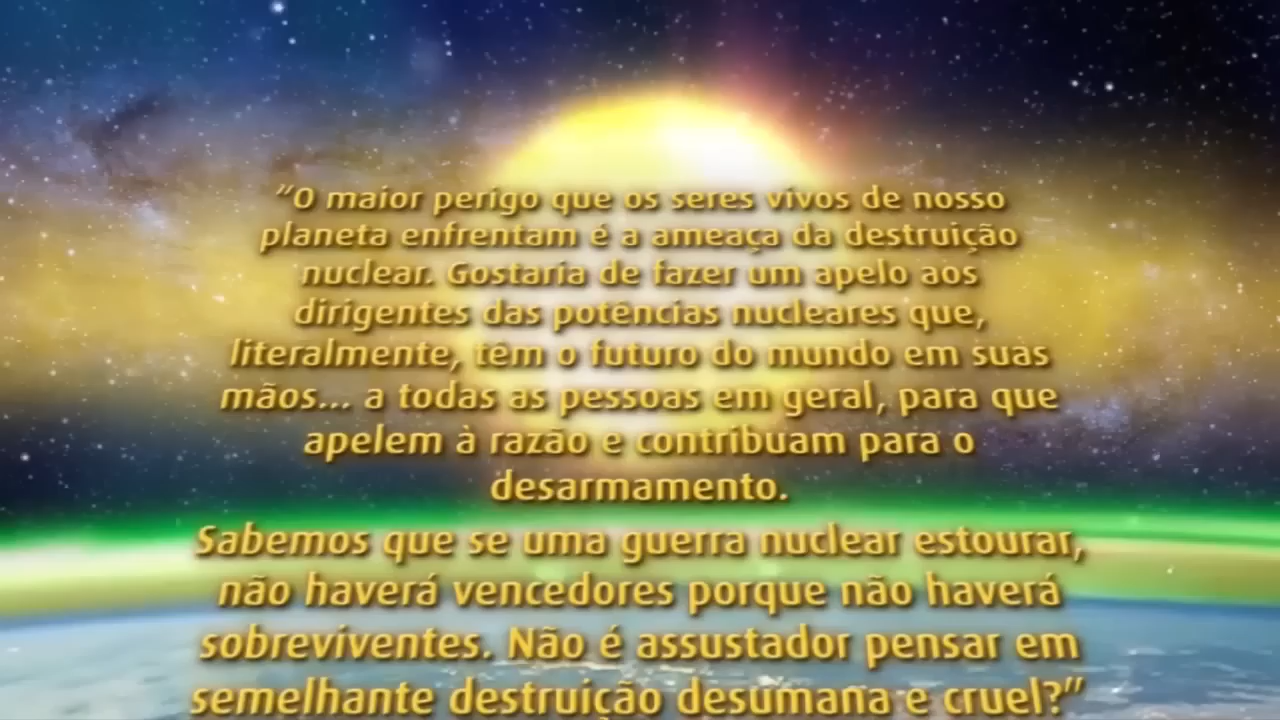 “O maior perigo que os seres vivos de nosso
planeta enfrentam é a ameaça da destruição
nuclear. Gostaria de fazer um apelo aos
dirigentes das potências nucleares que,
literalmente, têm o futuro do mundo em suas
mãos... a todas as pessoas em geral, para que
apelem à razão e contribuam para o
desarmamento.
Sabemos que se uma guerra nuclear estourar,
não haverá vencedores porque não haverá
sobreviventes. Não é assustador pensar em
semelhante destruição desumana e cruel?”